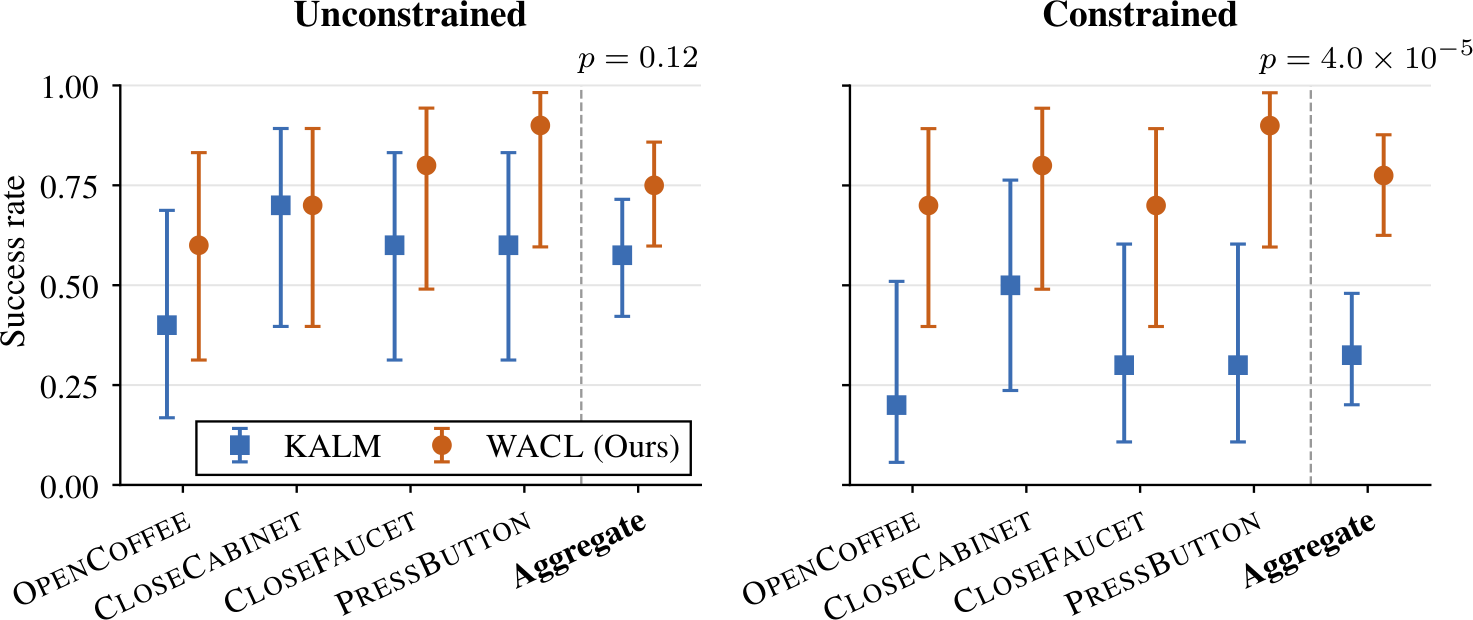 Unconstrained
p = 0.12
Success rate
1.00
0.75
0.50
0.25
0.00
KALM
WACL (Ours)
OPENCOFFEE
CLOSECABINET
CLOSEFAUCET
PRESSBUTTON
Aggregate
Constrained
p = 4.0 × 10⁻⁵
OPENCOFFEE
CLOSECABINET
CLOSEFAUCET
PRESSBUTTON
Aggregate